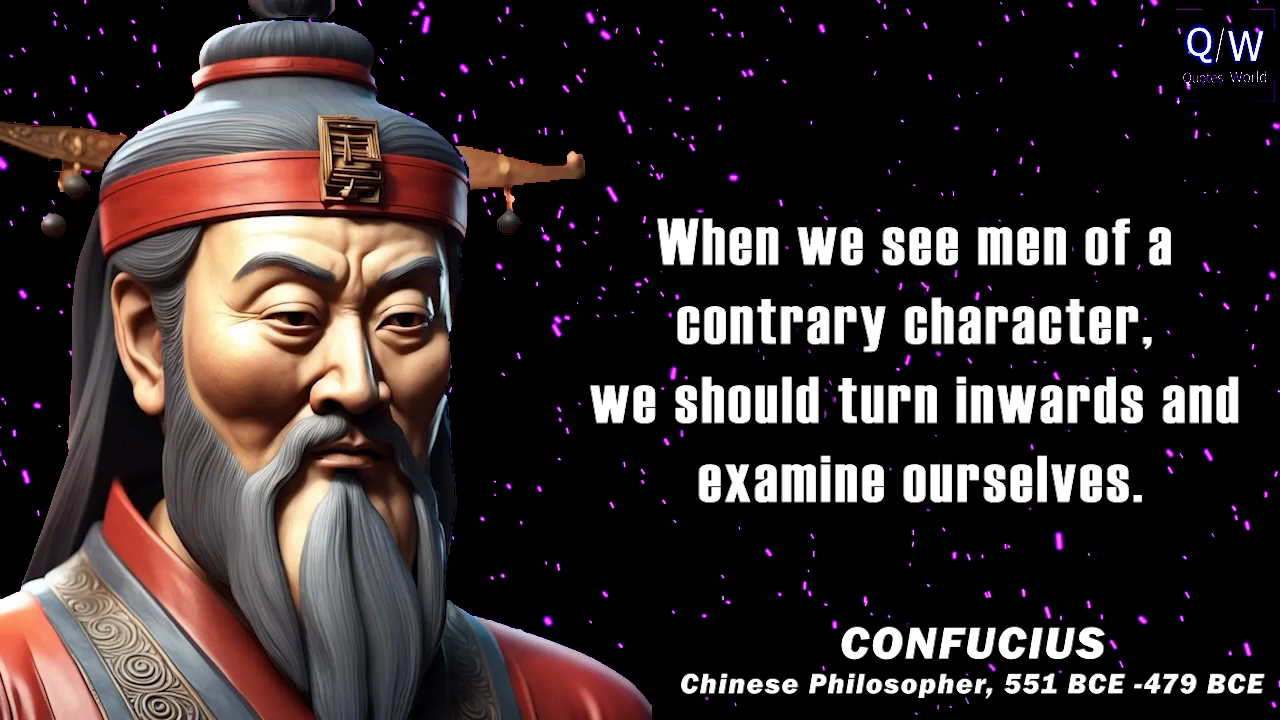 Q/W
Quotes World
When we see men of a
contrary character,
we should turn inwards and
examine ourselves.
CONFUCIUS
Chinese Philosopher, 551 BCE -479 BCE